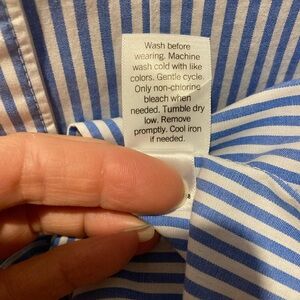 Wash before
wearing. Machine
wash cold with like
colors. Gentle cycle.
Only non-chlorine
bleach when
needed. Tumble dry
low. Remove
promptly. Cool iron
if needed.